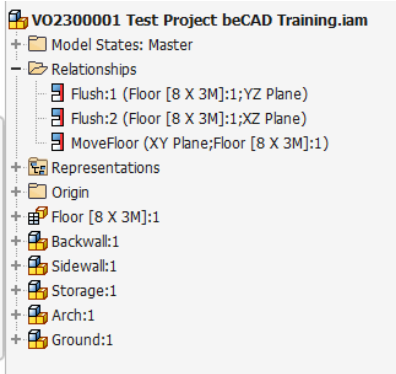 VO2300001 Test Project beCAD Training.iam
Model States: Master
Relationships
Flush:1 (Floor [8 X 3M]:1;YZ Plane)
Flush:2 (Floor [8 X 3M]:1;XZ Plane)
MoveFloor (XY Plane;Floor [8 X 3M]:1)
Representations
Origin
Floor [8 X 3M]:1
Backwall:1
Sidewall:1
Storage:1
Arch:1
Ground:1